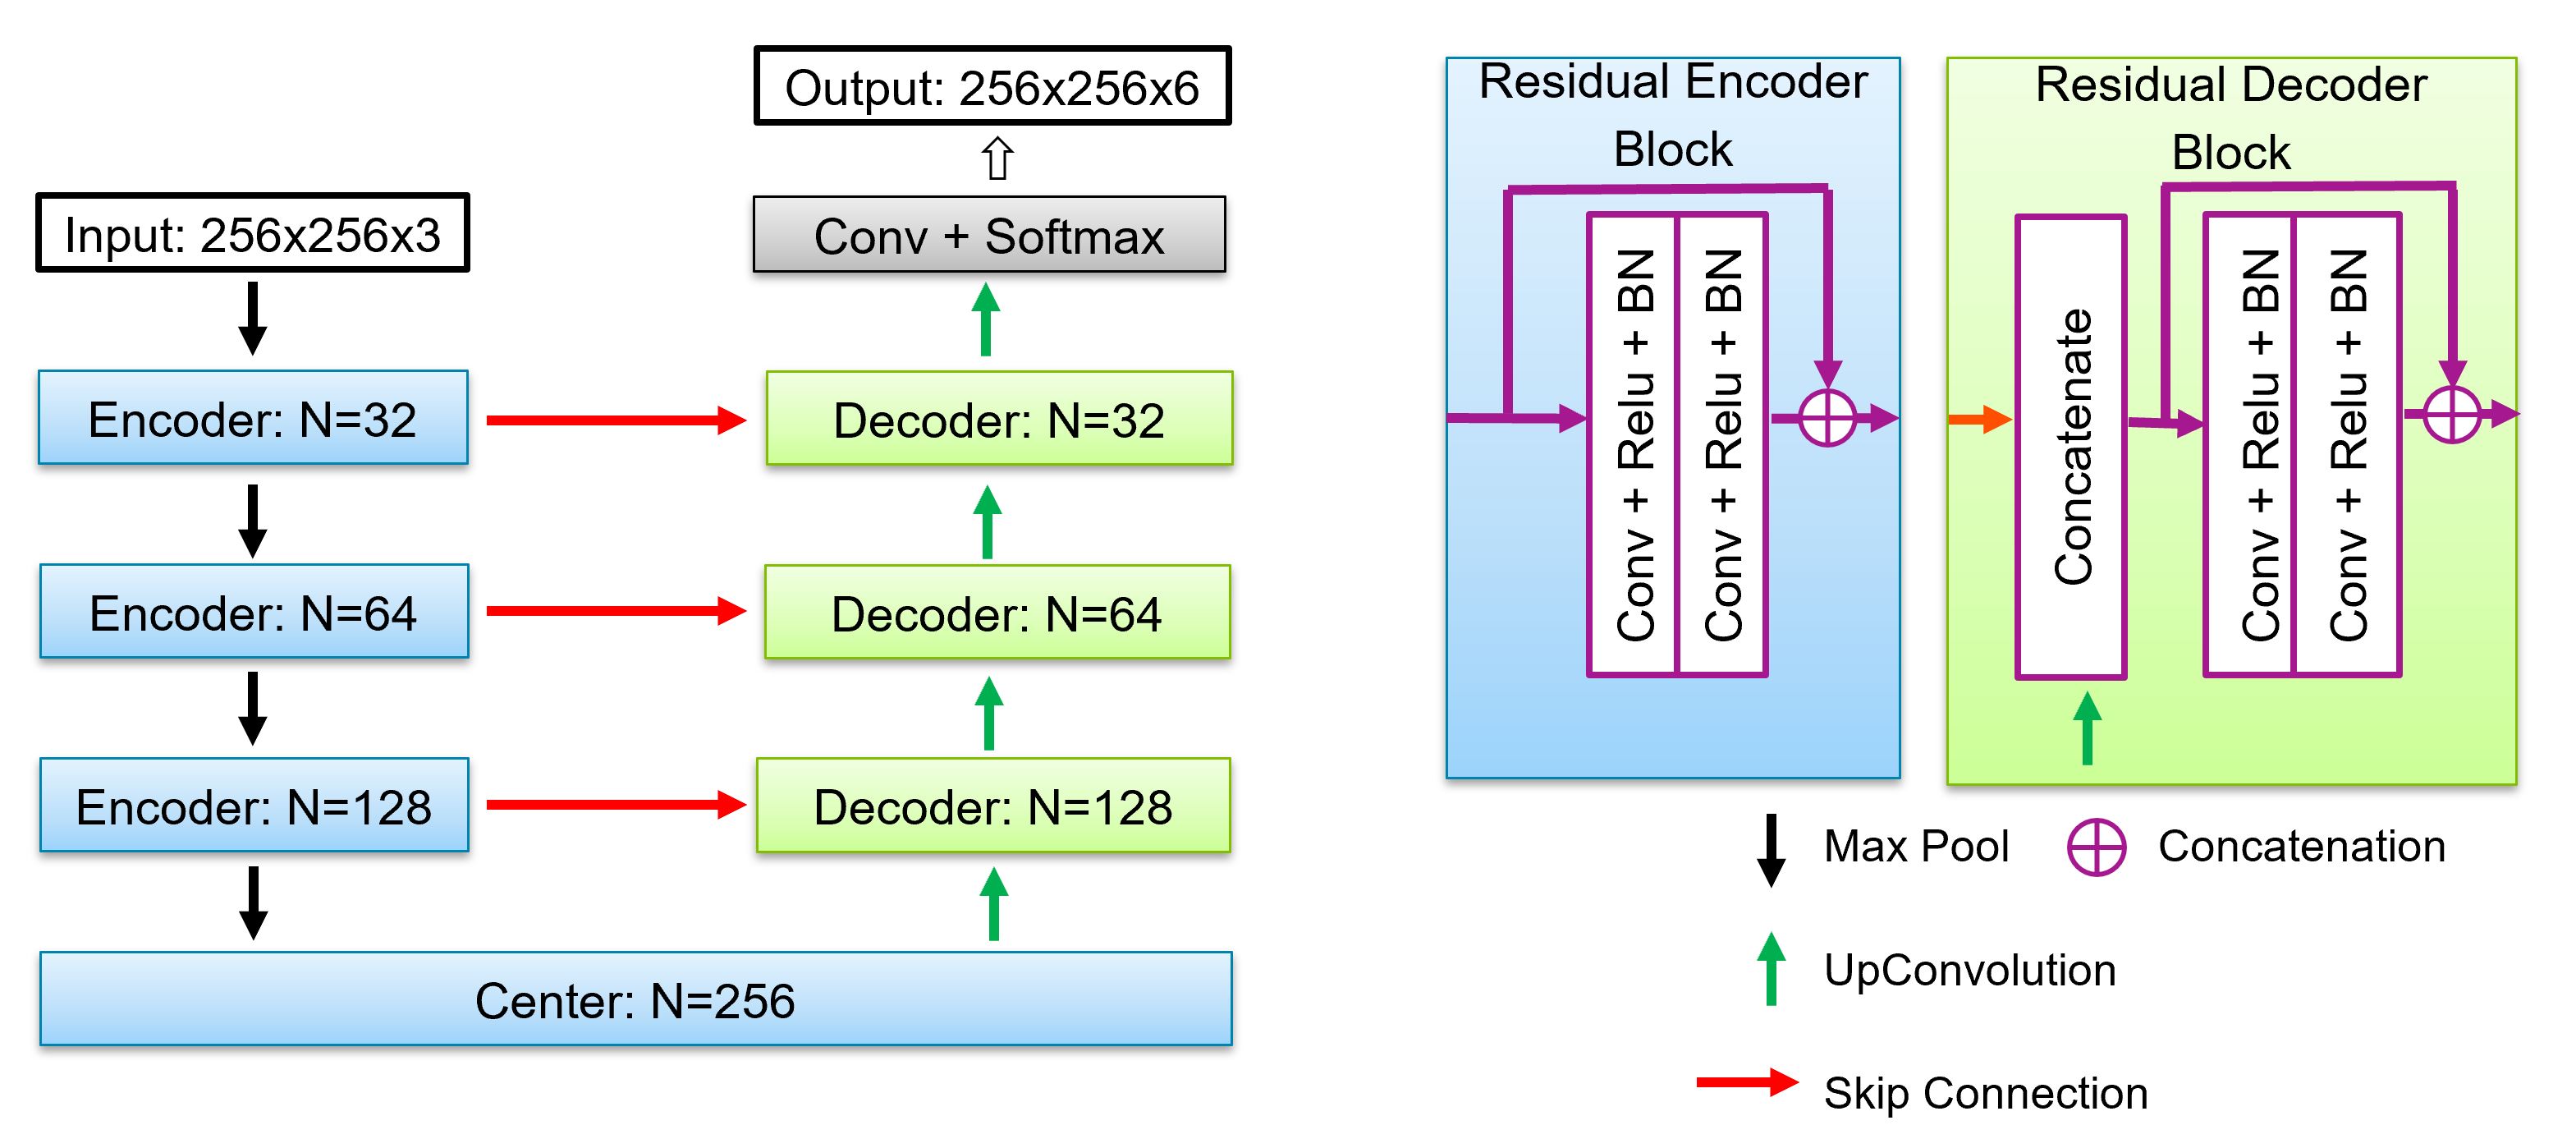 Output: 256x256x6
Input: 256x256x3
Conv + Softmax
Encoder: N=32
Decoder: N=32
Encoder: N=64
Decoder: N=64
Encoder: N=128
Decoder: N=128
Center: N=256
Residual Encoder
Block
Conv + Relu + BN
Conv + Relu + BN
Residual Decoder
Block
Concatenate
Conv + Relu + BN
Conv + Relu + BN
Max Pool
Concatenation
UpConvolution
Skip Connection